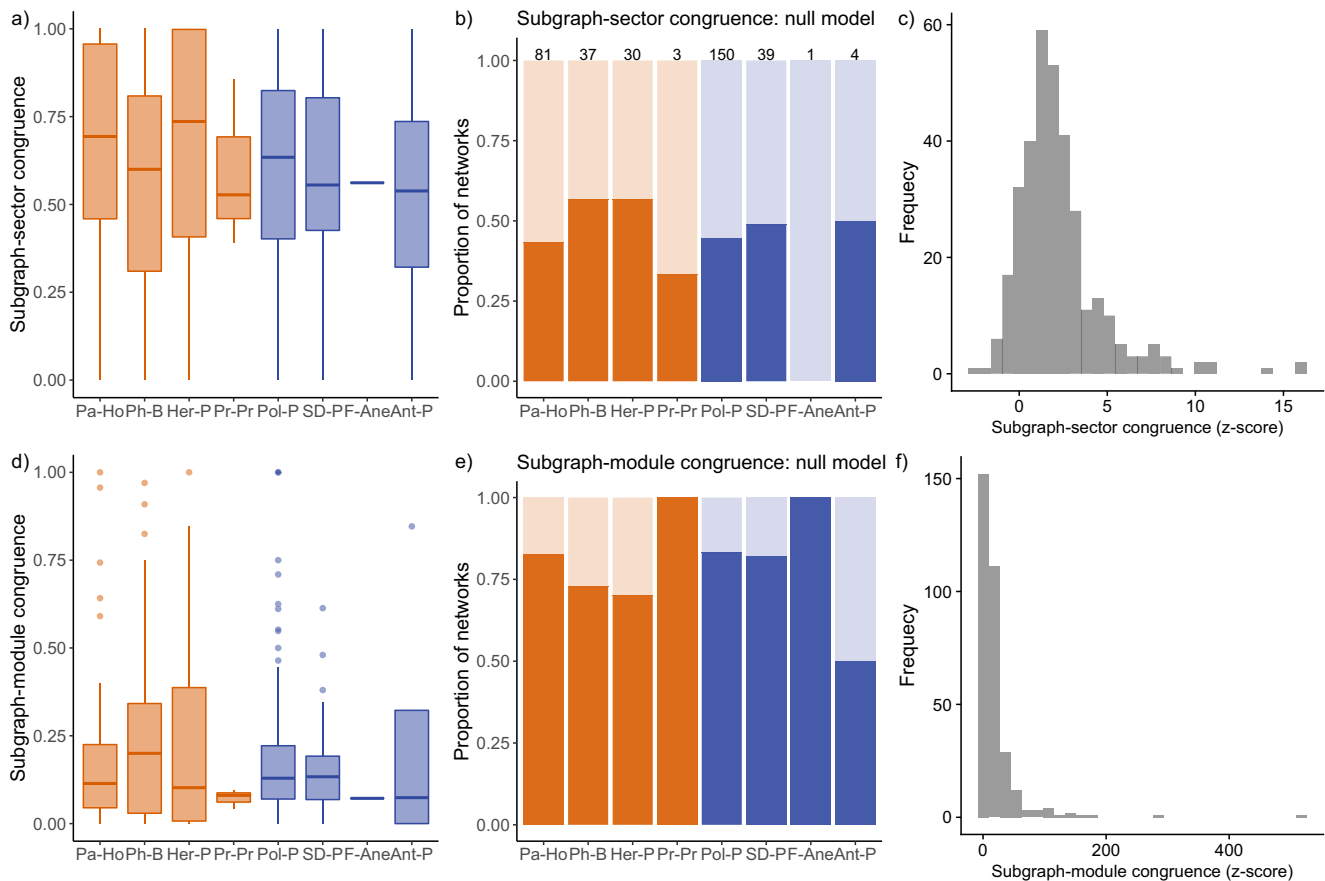 a)
Subgraph-sector congruence
1.00
0.75
0.50
0.25
0.00
Pa-Ho Ph-B Her-P Pr-Pr Pol-P SD-P F-Ane Ant-P
b) Subgraph-sector congruence: null model
Proportion of networks
1.00
0.75
0.50
0.25
0.00
81 37 30 3 150 39 1 4
Pa-Ho Ph-B Her-P Pr-Pr Pol-P SD-P F-Ane Ant-P
c)
Frequecy
60
40
20
0
0 5 10 15
Subgraph-sector congruence (z-score)
d)
Subgraph-module congruence
1.00
0.75
0.50
0.25
0.00
Pa-Ho Ph-B Her-P Pr-Pr Pol-P SD-P F-Ane Ant-P
e) Subgraph-module congruence: null model
Proportion of networks
1.00
0.75
0.50
0.25
0.00
Pa-Ho Ph-B Her-P Pr-Pr Pol-P SD-P F-Ane Ant-P
f)
Frequecy
150
100
50
0
0 200 400
Subgraph-module congruence (z-score)